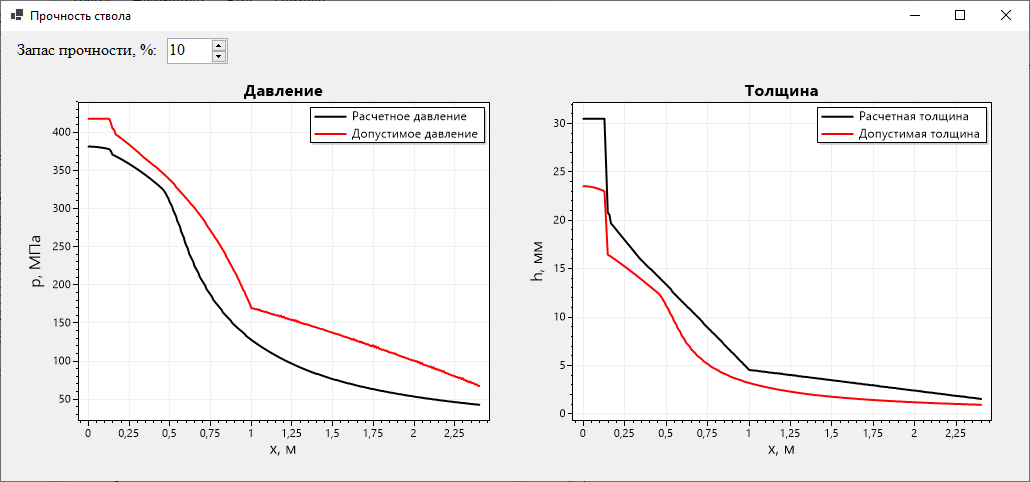 Прочность ствола
Запас прочности, %: 10
Давление
Расчетное давление
Допустимое давление
р, МПа
400
350
300
250
200
150
100
50
0 0,25 0,5 0,75 1 1,25 1,5 1,75 2 2,25
x, м
Толщина
Расчетная толщина
Допустимая толщина
h, мм
30
25
20
15
10
5
0
0 0,25 0,5 0,75 1 1,25 1,5 1,75 2 2,25
x, м